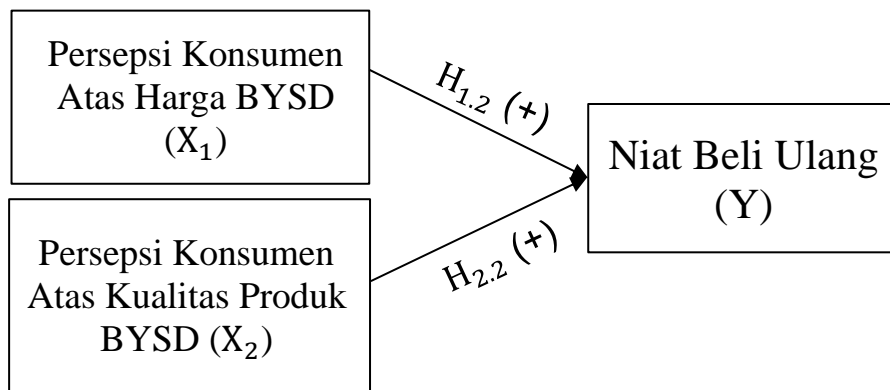 Persepsi Konsumen
Atas Harga BYSD
(X₁)
H₁.₂ (+)
Niat Beli Ulang
(Y)
Persepsi Konsumen
Atas Kualitas Produk
BYSD (X₂)
H₂.₂ (+)